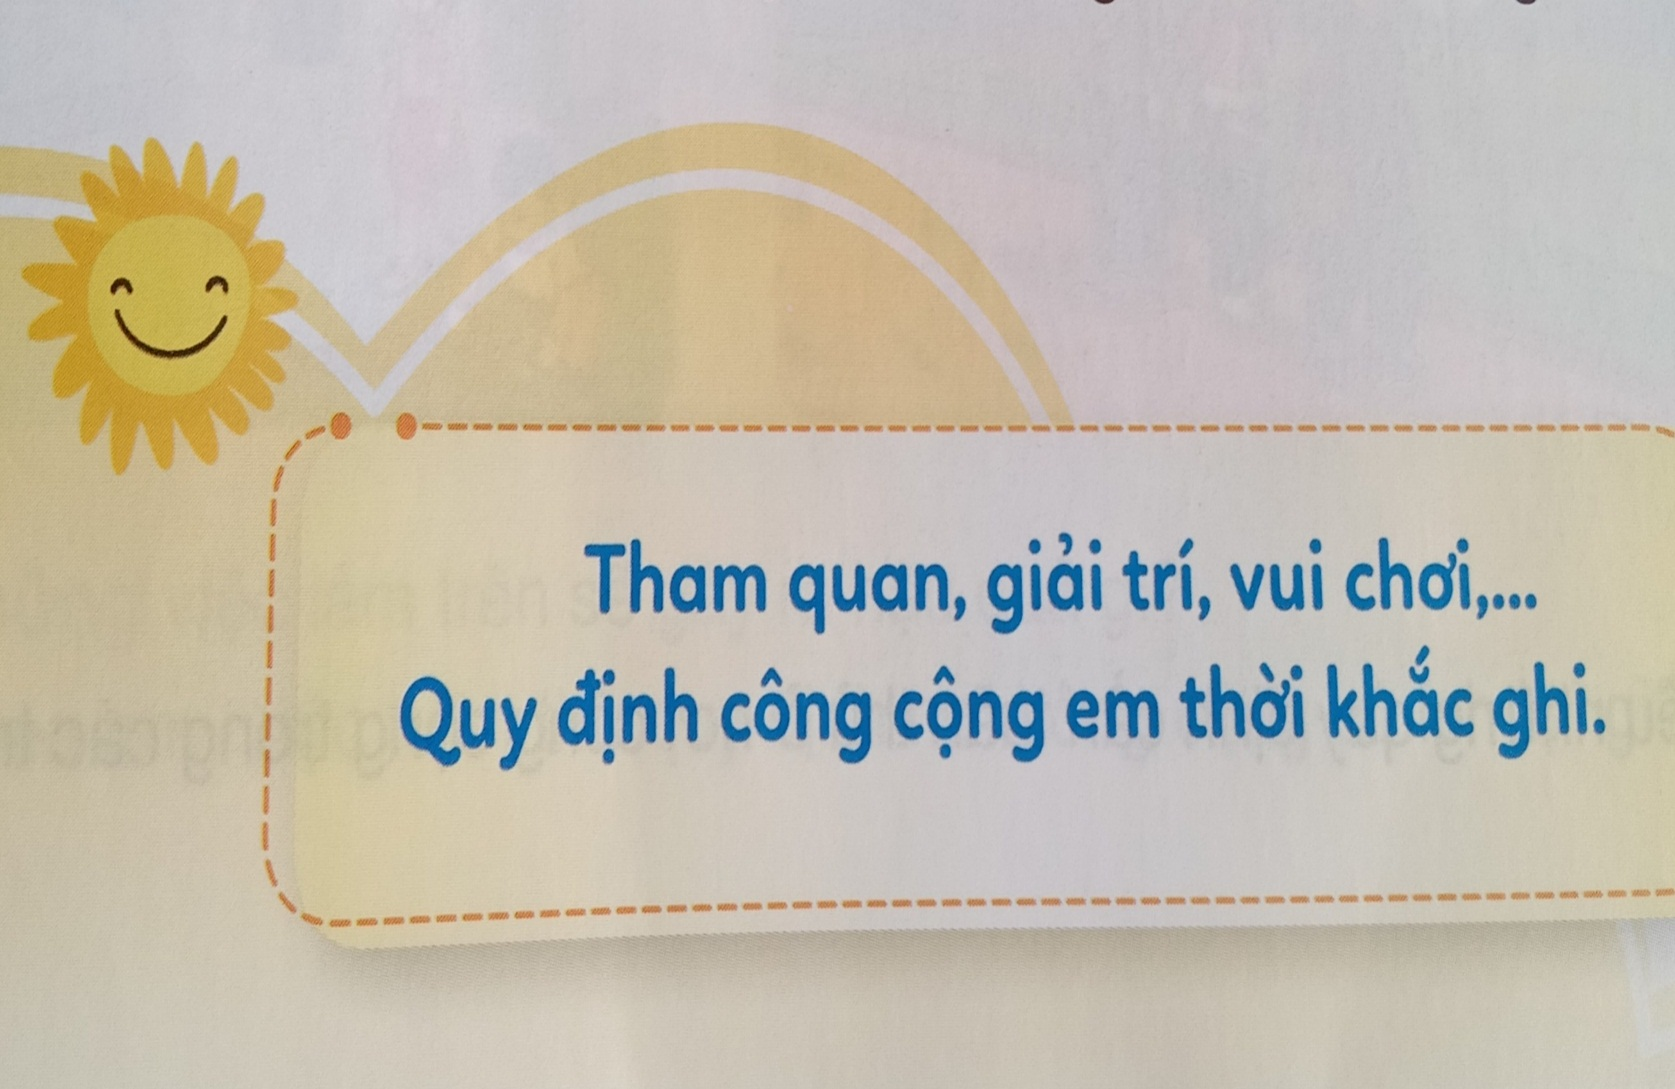 Tham quan, giải trí, vui chơi,...
Quy định công cộng em thời khắc ghi.